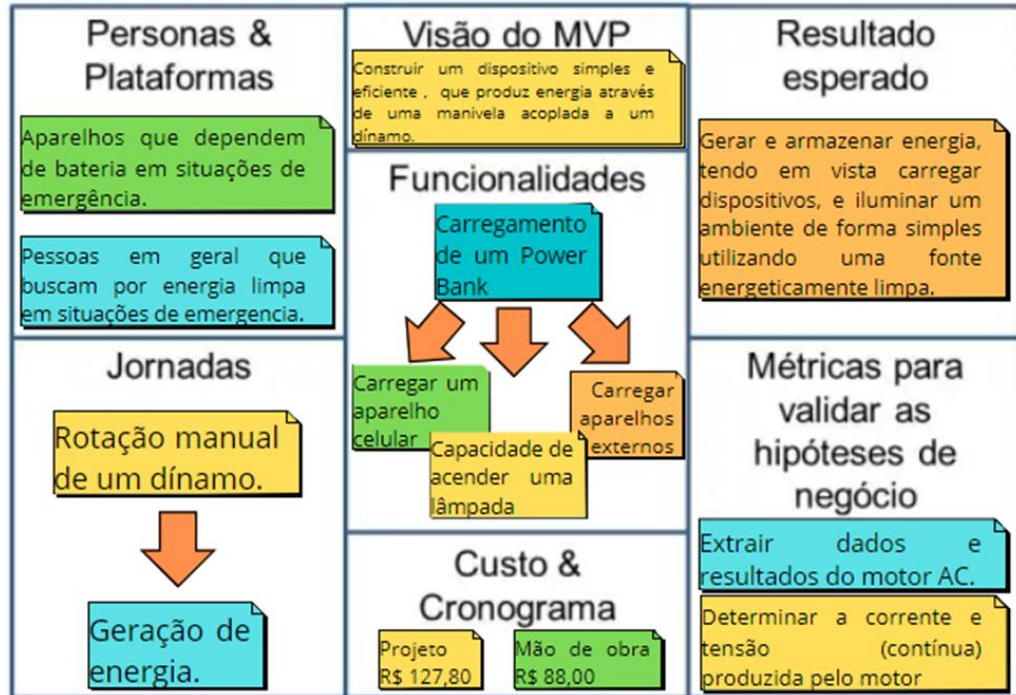 Personas &
Plataformas
Aparelhos que dependem
de bateria em situações de
emergência.
Pessoas em geral que
buscam por energia limpa
em situações de emergencia.
Visão do MVP
Construir um dispositivo simples e
eficiente , que produz energia através
de uma manivela acoplada a um
dínamo.
Resultado
esperado
Gerar e armazenar energia,
tendo em vista carregar
dispositivos, e iluminar um
ambiente de forma simples
utilizando uma fonte
energeticamente limpa.
Funcionalidades
Carregamento
de um Power
Bank
Carregar um
aparelho
celular
Capacidade de
acender uma
lâmpada
Carregar
aparelhos
externos
Jornadas
Rotação manual
de um dínamo.
Geração de
energia.
Custo &
Cronograma
Projeto
R$ 127,80
Mão de obra
R$ 88,00
Métricas para
validar as
hipóteses de
negócio
Extrair dados e
resultados do motor AC.
Determinar a corrente e
tensão (contínua)
produzida pelo motor